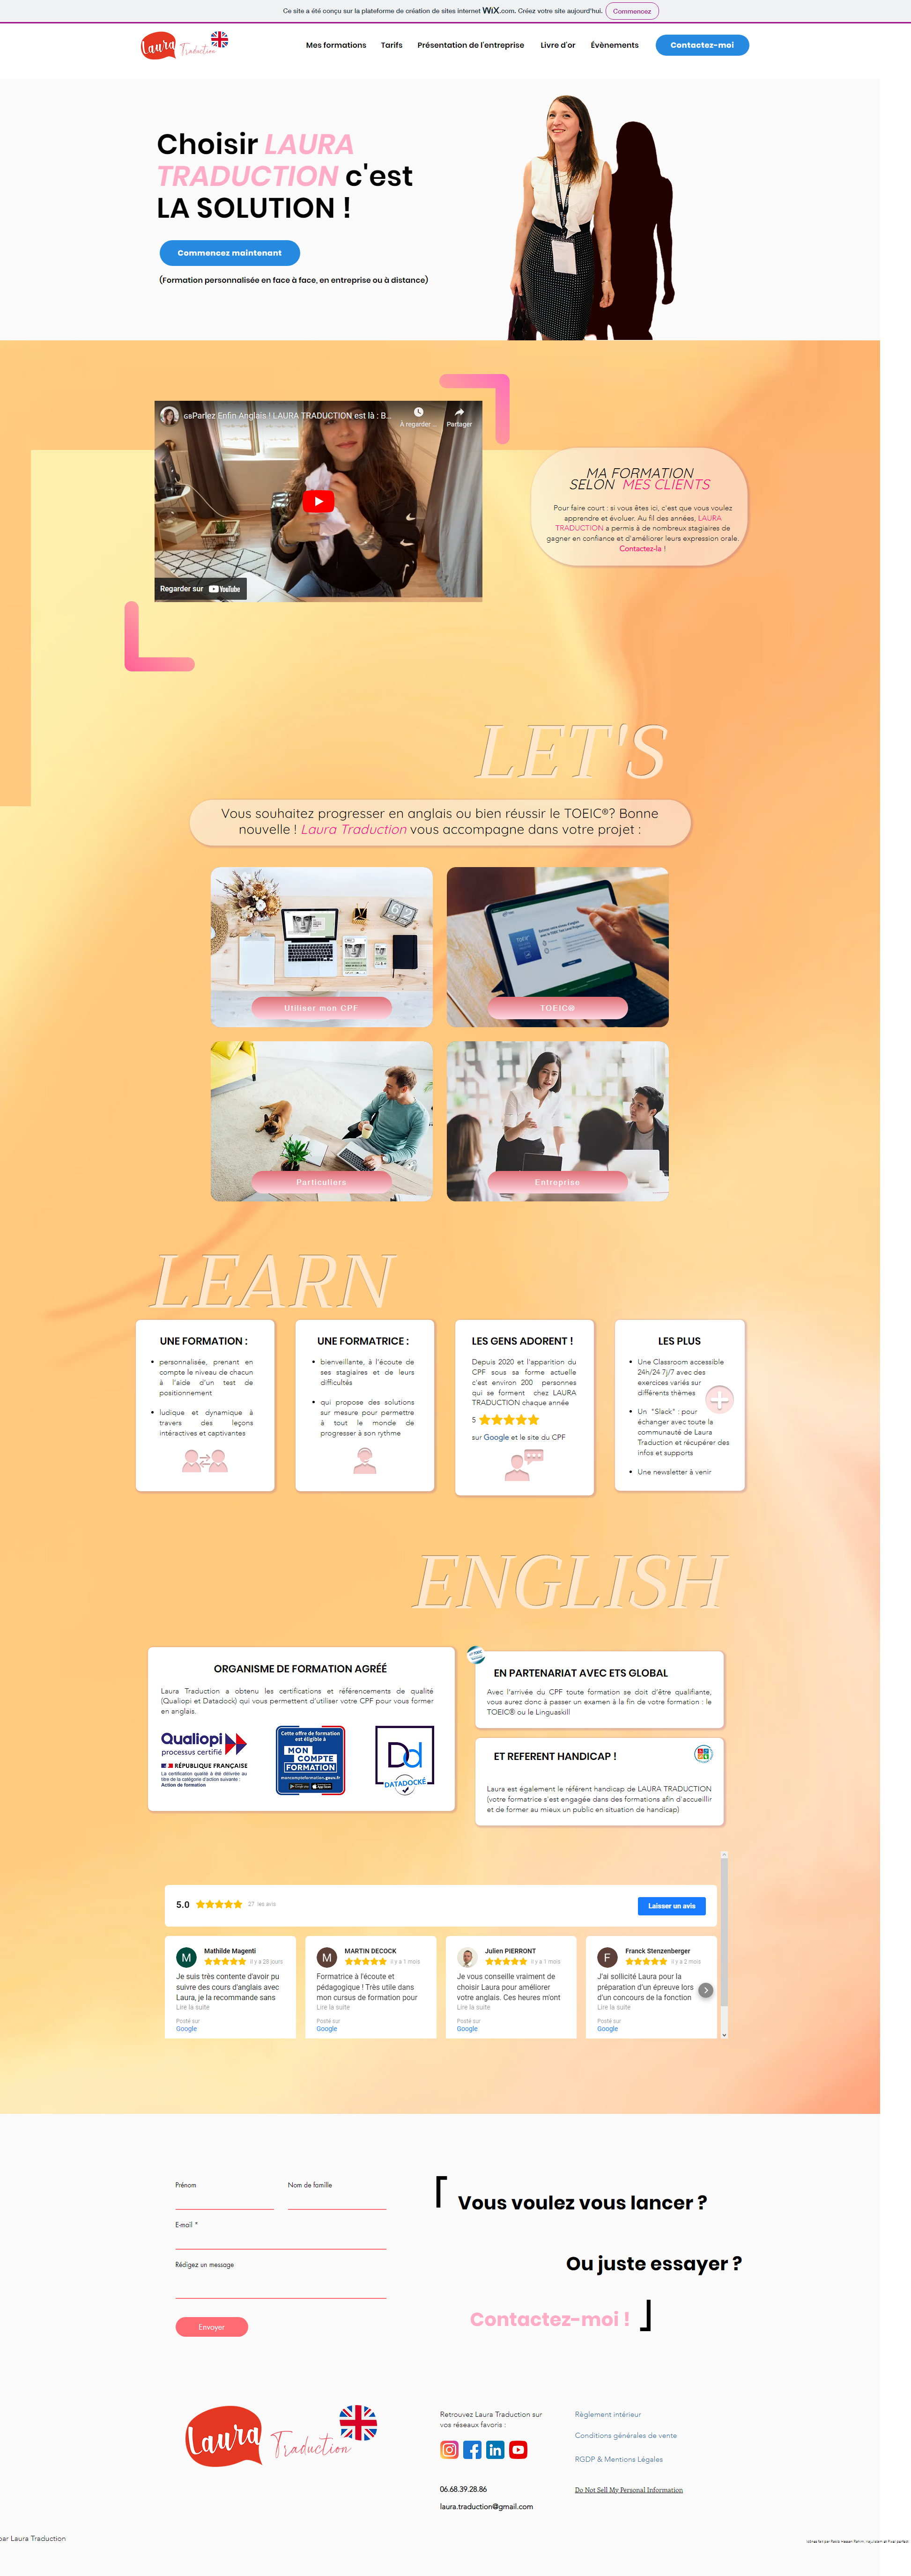 Ce site a été conçu sur la plateforme de création de sites internet WiX.com. Créez votre site aujourd'hui. Commencez
Laura Traduction
Mes formations Tarifs Présentation de l'entreprise Livre d'or Évènements Contactez-moi
Choisir LAURA
TRADUCTION c'est
LA SOLUTION !
Commencez maintenant
(Formation personnalisée en face à face, en entreprise ou à distance)
GBParlez Enfin Anglais ! LAURA TRADUCTION est là : B...
À regarder ... Partager
Regarder sur YouTube
MA FORMATION
SELON MES CLIENTS
Pour faire court : si vous êtes ici, c'est que vous voulez
apprendre et évoluer. Au fil des années, LAURA
TRADUCTION a permis à de nombreux stagiaires de
gagner en confiance et d'améliorer leurs expression orale.
Contactez-la !
LET'S
Vous souhaitez progresser en anglais ou bien réussir le TOEIC®? Bonne
nouvelle ! Laura Traduction vous accompagne dans votre projet :
Utiliser mon CPF
TOEIC®
Particuliers
Entreprise
LEARN
UNE FORMATION :
personnalisée, prenant en
compte le niveau de chacun
à l'aide d'un test de
positionnement
ludique et dynamique à
travers des leçons
intéractives et captivantes
UNE FORMATRICE :
bienveillante, à l'écoute de
ses stagiaires et de leurs
difficultés
qui propose des solutions
sur mesure pour permettre
à tout le monde de
progresser à son rythme
LES GENS ADORENT !
Depuis 2020 et l'apparition du
CPF sous sa forme actuelle
c'est environ 200 personnes
qui se forment chez LAURA
TRADUCTION chaque année
5
sur Google et le site du CPF
LES PLUS
Une Classroom accessible
24h/24 7j/7 avec des
exercices variés sur
différents thèmes
Un "Slack" : pour
échanger avec toute la
communauté de Laura
Traduction et récupérer des
infos et supports
Une newsletter à venir
ENGLISH
ORGANISME DE FORMATION AGRÉÉ
Laura Traduction a obtenu les certifications et référencements de qualité
(Qualiopi et Datadock) qui vous permettent d'utiliser votre CPF pour vous former
en anglais.
Qualiopi
processus certifié
RÉPUBLIQUE FRANÇAISE
La certification qualité a été délivrée au
titre de la catégorie d'action suivante :
Action de formation
Cette offre de formation
est éligible à
MON
COMPTE
FORMATION
moncompteformation.gouv.fr
Dd
DATADOCKÉ
EN PARTENARIAT AVEC ETS GLOBAL
Avec l'arrivée du CPF toute formation se doit d'être qualifiante,
vous aurez donc à passer un examen à la fin de votre formation : le
TOEIC® ou le Linguaskill
ET REFERENT HANDICAP !
Laura est également le référent handicap de LAURA TRADUCTION
(votre formatrice s'est engagée dans des formations afin d'accueillir
et de former au mieux un public en situation de handicap)
5.0 27 les avis
Laisser un avis
M Mathilde Magenti
il y a 28 jours
Je suis très contente d'avoir pu
suivre des cours d'anglais avec
Laura, je la recommande sans
Lire la suite
Posté sur
Google
M MARTIN DECOCK
il y a 1 mois
Formatrice à l'écoute et
pédagogique ! Très utile dans
mon cursus de formation pour
Lire la suite
Posté sur
Google
Julien PIERRONT
il y a 1 mois
Je vous conseille vraiment de
choisir Laura pour améliorer
votre anglais. Ces heures m'ont
Lire la suite
Posté sur
Google
F Franck Stenzenberger
il y a 2 mois
J'ai sollicité Laura pour la
préparation d'un épreuve lors
d'un concours de la fonction
Lire la suite
Posté sur
Google
Prénom
Nom de famille
E-mail *
Rédigez un message
Envoyer
Vous voulez vous lancer ?
Ou juste essayer ?
Contactez-moi !
Laura Traduction
Retrouvez Laura Traduction sur
vos réseaux favoris :
06.68.39.28.86
laura.traduction@gmail.com
Règlement intérieur
Conditions générales de vente
RGDP & Mentions Légales
Do Not Sell My Personal Information
par Laura Traduction